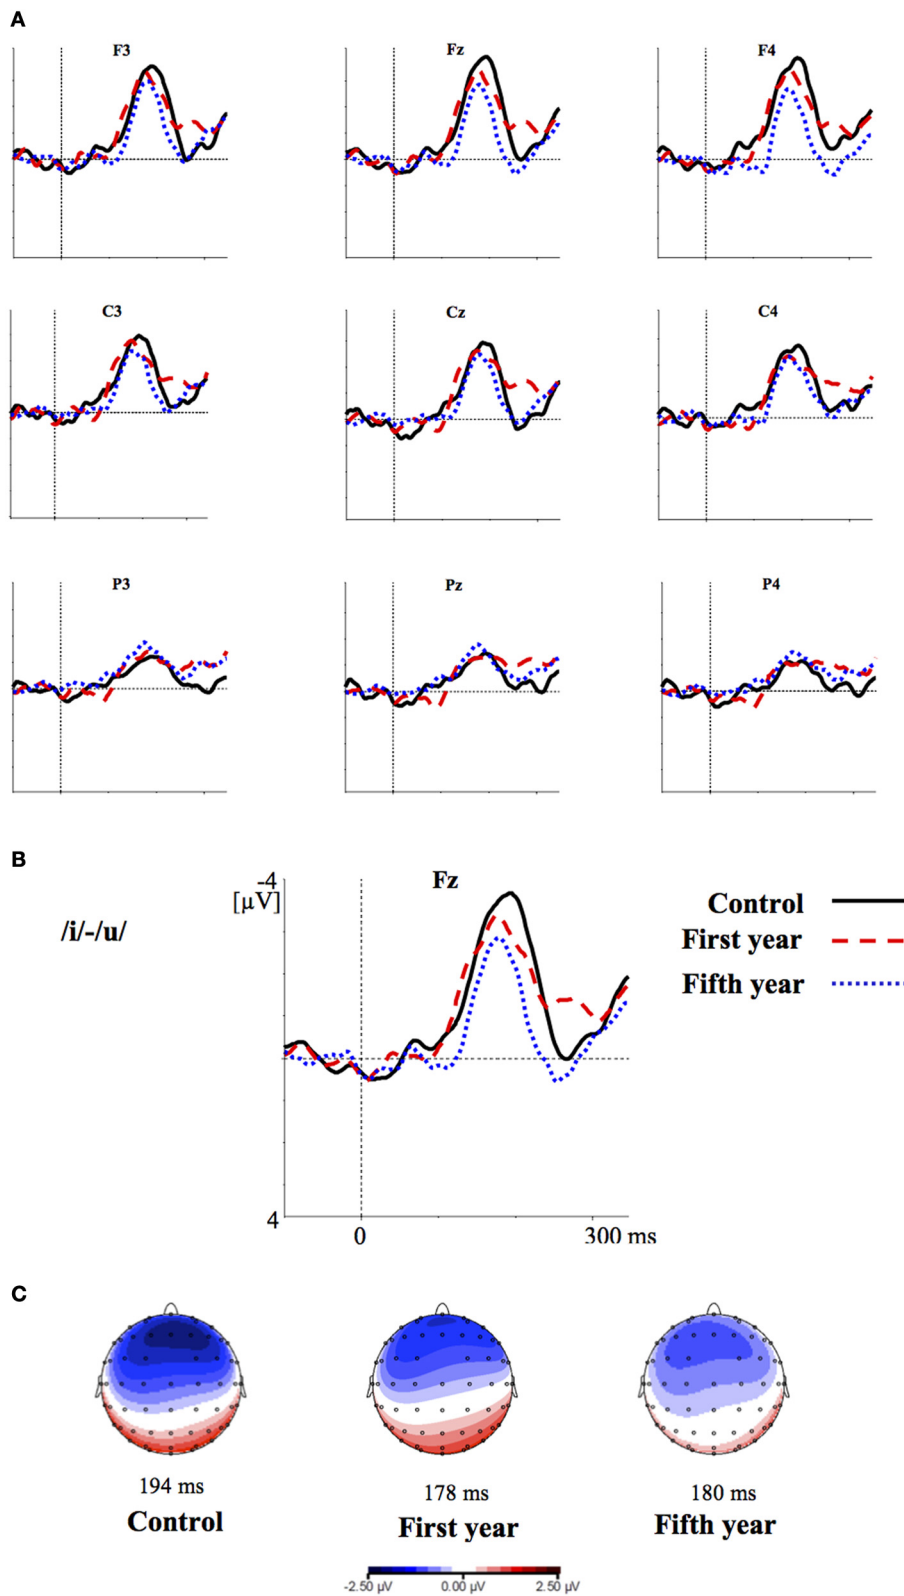 A
F3 Fz F4
C3 Cz C4
P3 Pz P4
B
-4
[µV]
Fz
/i/-/u/
Control
First year
Fifth year
4
0 300 ms
C
194 ms 178 ms 180 ms
Control First year Fifth year
-2.50 µV 0.00 µV 2.50 µV